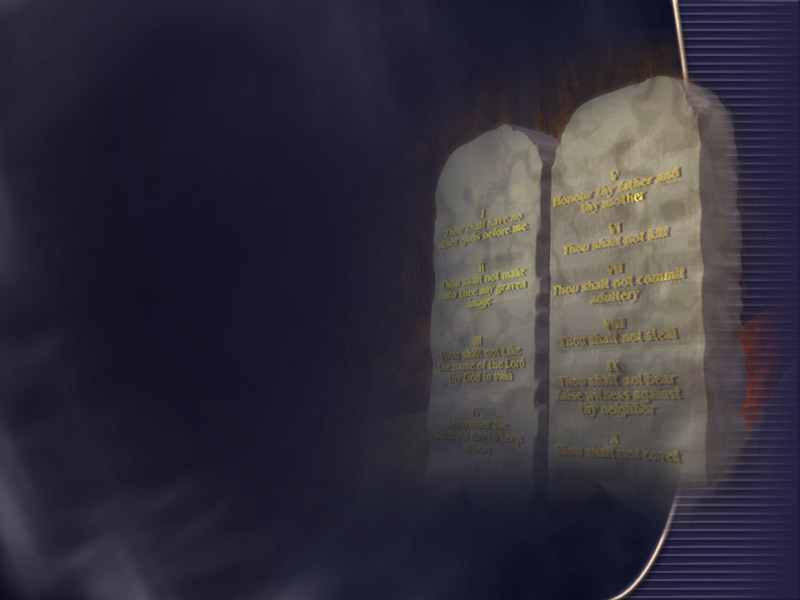 I
Thou shalt have no
other gods before me
II
Thou shalt not make
unto thee any graven
image
III
Thou shalt not take
the name of the Lord
thy God in vain
IV
Remember the
sabbath day to keep
it holy
V
Honour thy father and
thy mother
VI
Thou shalt not kill
VII
Thou shalt not commit
adultery
VIII
Thou shalt not steal
IX
Thou shalt not bear
false witness against
thy neighbor
X
Thou shalt not covet